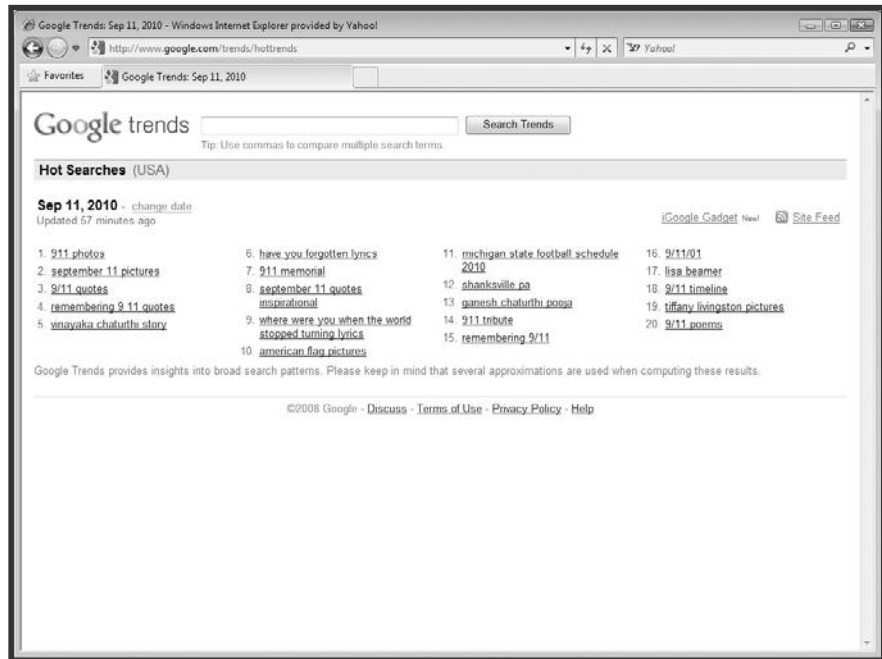 Google Trends: Sep 11, 2010 - Windows Internet Explorer provided by Yahoo!
http://www.google.com/trends/hottrends
Yahoo!
Favorites
Google Trends: Sep 11, 2010
Google trends
Search Trends
Tip: Use commas to compare multiple search terms.
Hot Searches (USA)
Sep 11, 2010 - change date
Updated 57 minutes ago
iGoogle Gadget New! Site Feed
1. 911 photos
2. september 11 pictures
3. 9/11 quotes
4. remembering 9 11 quotes
5. vinayaka chaturthi story
6. have you forgotten lyrics
7. 911 memorial
8. september 11 quotes
inspirational
9. where were you when the world
stopped turning lyrics
10. american flag pictures
11. michigan state football schedule
2010
12. shanksville pa
13. ganesh chaturthi pooja
14. 911 tribute
15. remembering 9/11
16. 9/11/01
17. lisa beamer
18. 9/11 timeline
19. tiffany livingston pictures
20. 9/11 poems
Google Trends provides insights into broad search patterns. Please keep in mind that several approximations are used when computing these results.
©2008 Google - Discuss - Terms of Use - Privacy Policy - Help